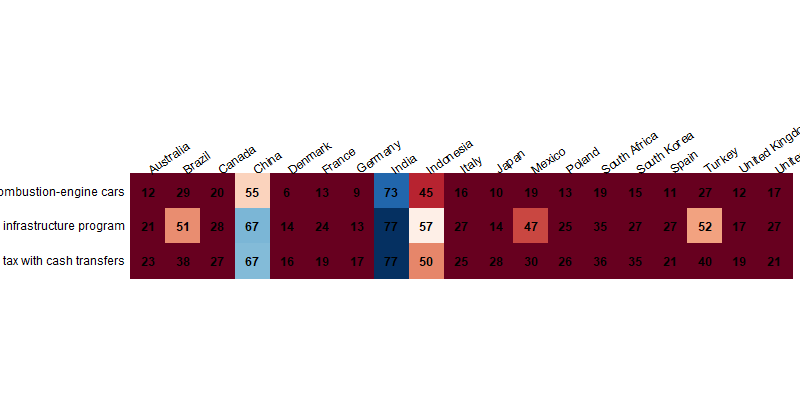 Australia Brazil Canada China Denmark France Germany India Indonesia Italy Japan Mexico Poland South Africa South Korea Spain Turkey United
cars 12 29 20 55 6 13 9 73 45 16 10 19 13 19 15 11 27 12 17
infrastructure program 21 51 28 67 14 24 13 77 57 27 14 47 25 35 27 27 52 17 27
tax with cash transfers 23 38 27 67 16 19 17 77 50 25 28 30 26 36 35 21 40 19 21